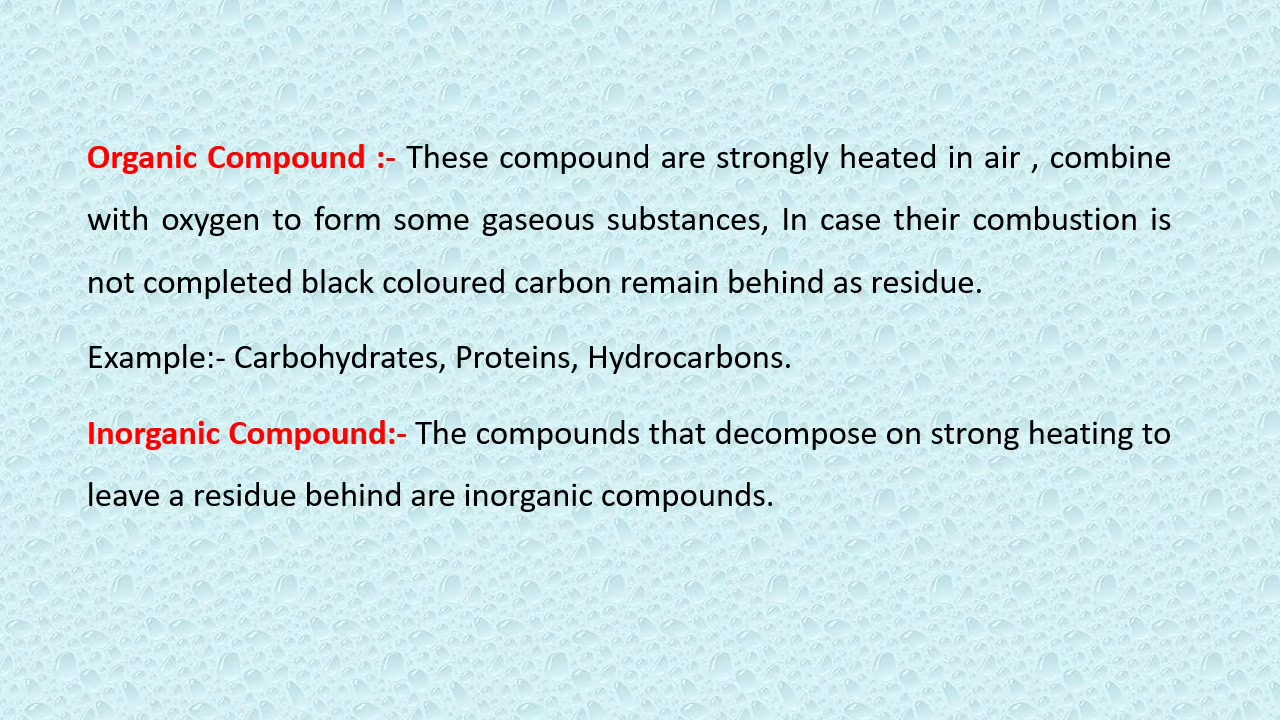 Organic Compound :- These compound are strongly heated in air , combine
with oxygen to form some gaseous substances, In case their combustion is
not completed black coloured carbon remain behind as residue.
Example:- Carbohydrates, Proteins, Hydrocarbons.
Inorganic Compound:- The compounds that decompose on strong heating to
leave a residue behind are inorganic compounds.